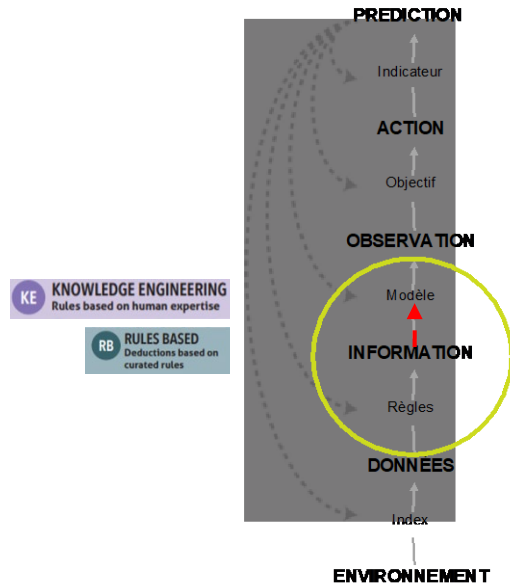 PREDICTION
Indicateur
ACTION
Objectif
OBSERVATION
KE KNOWLEDGE ENGINEERING
Rules based on human expertise
Modèle
RB RULES BASED
Deductions based on
curated rules
INFORMATION
Règles
DONNÉES
Index
ENVIRONNEMENT